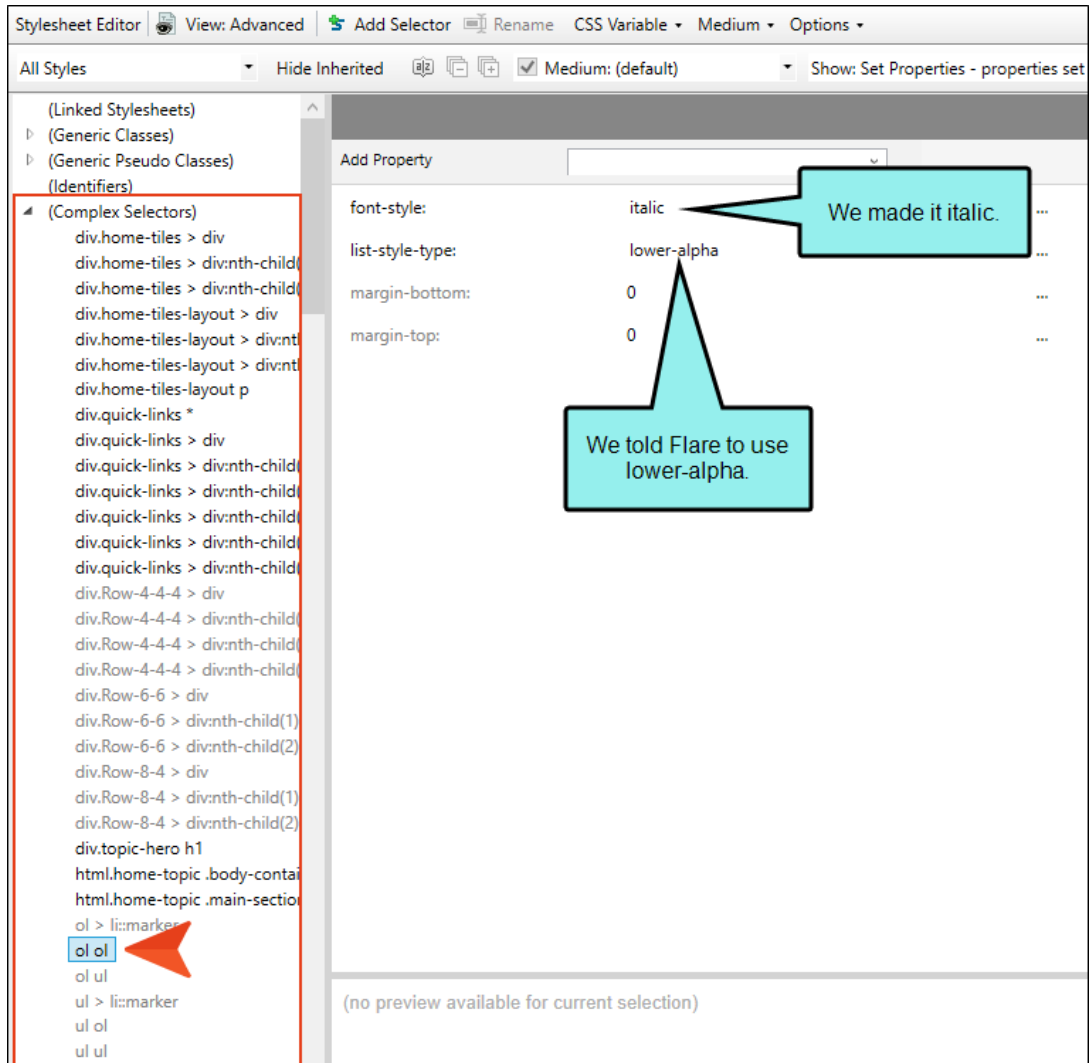 Stylesheet Editor View: Advanced Add Selector Rename CSS Variable Medium Options
All Styles Hide Inherited Medium: (default) Show: Set Properties - properties set
(Linked Stylesheets)
(Generic Classes)
(Generic Pseudo Classes)
(Identifiers)
(Complex Selectors)
div.home-tiles > div
div.home-tiles > div:nth-child(
div.home-tiles > div:nth-child(
div.home-tiles-layout > div
div.home-tiles-layout > div:ntl
div.home-tiles-layout > div:ntl
div.home-tiles-layout p
div.quick-links *
div.quick-links > div
div.quick-links > div:nth-child(
div.quick-links > div:nth-child(
div.quick-links > div:nth-child(
div.quick-links > div:nth-child(
div.quick-links > div:nth-child(
div.Row-4-4-4 > div
div.Row-4-4-4 > div:nth-child(
div.Row-4-4-4 > div:nth-child(
div.Row-4-4-4 > div:nth-child(
div.Row-6-6 > div
div.Row-6-6 > div:nth-child(1)
div.Row-6-6 > div:nth-child(2)
div.Row-8-4 > div
div.Row-8-4 > div:nth-child(1)
div.Row-8-4 > div:nth-child(2)
div.topic-hero h1
html.home-topic .body-contai
html.home-topic .main-section
ol > li::marker
ol ol
ol ul
ul > li::marker
ul ol
ul ul
Add Property
font-style: italic ...
list-style-type: lower-alpha ...
margin-bottom: 0 ...
margin-top: 0 ...
We made it italic.
We told Flare to use
lower-alpha.
(no preview available for current selection)